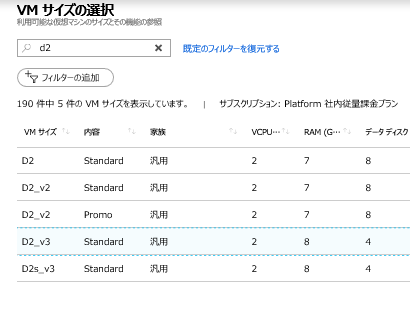 VM サイズの選択
利用可能な仮想マシンのサイズとその機能の参照
d2
既定のフィルターを復元する
フィルターの追加
190 件中 5 件の VM サイズを表示しています。 | サブスクリプション: Platform 社内従量課金プラン
VM サイズ 内容 家族 VCPU... RAM (G... データ ディスク
D2 Standard 汎用 2 7 8
D2_v2 Standard 汎用 2 7 8
D2_v2 Promo 汎用 2 7 8
D2_v3 Standard 汎用 2 8 4
D2s_v3 Standard 汎用 2 8 4